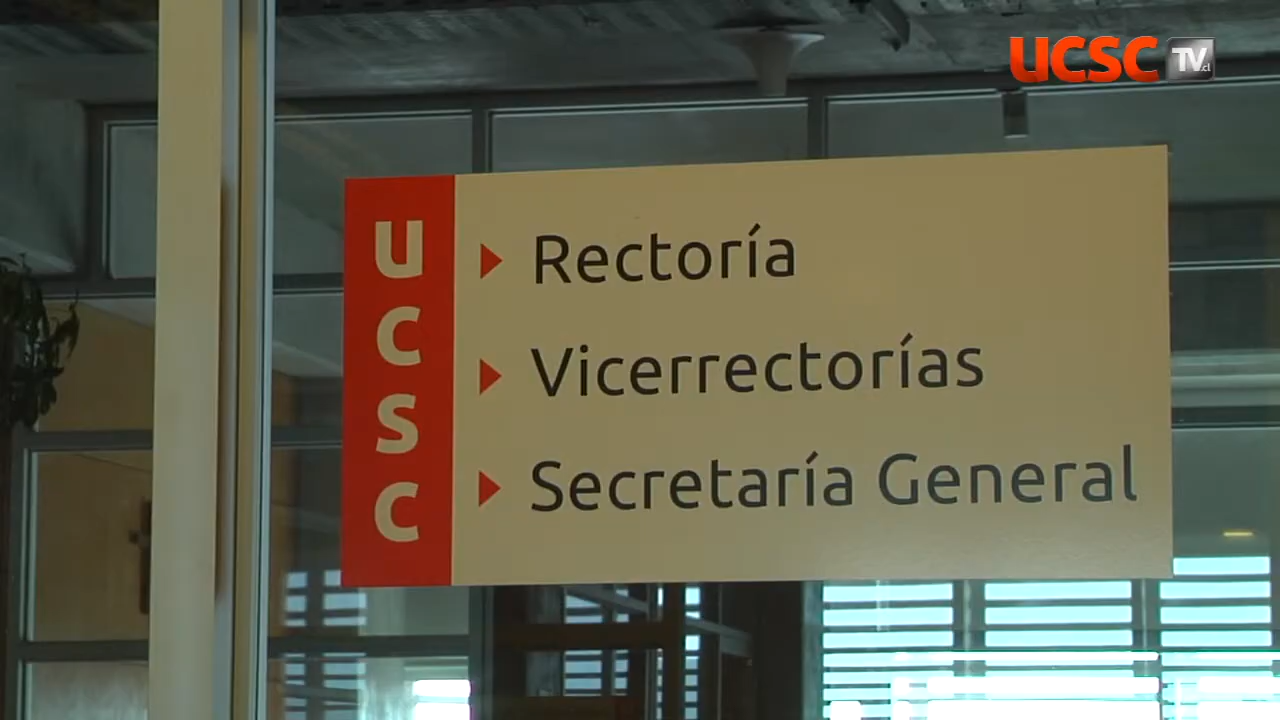 UCSC TV.cl
UCSC
Rectoría
Vicerrectorías
Secretaría General